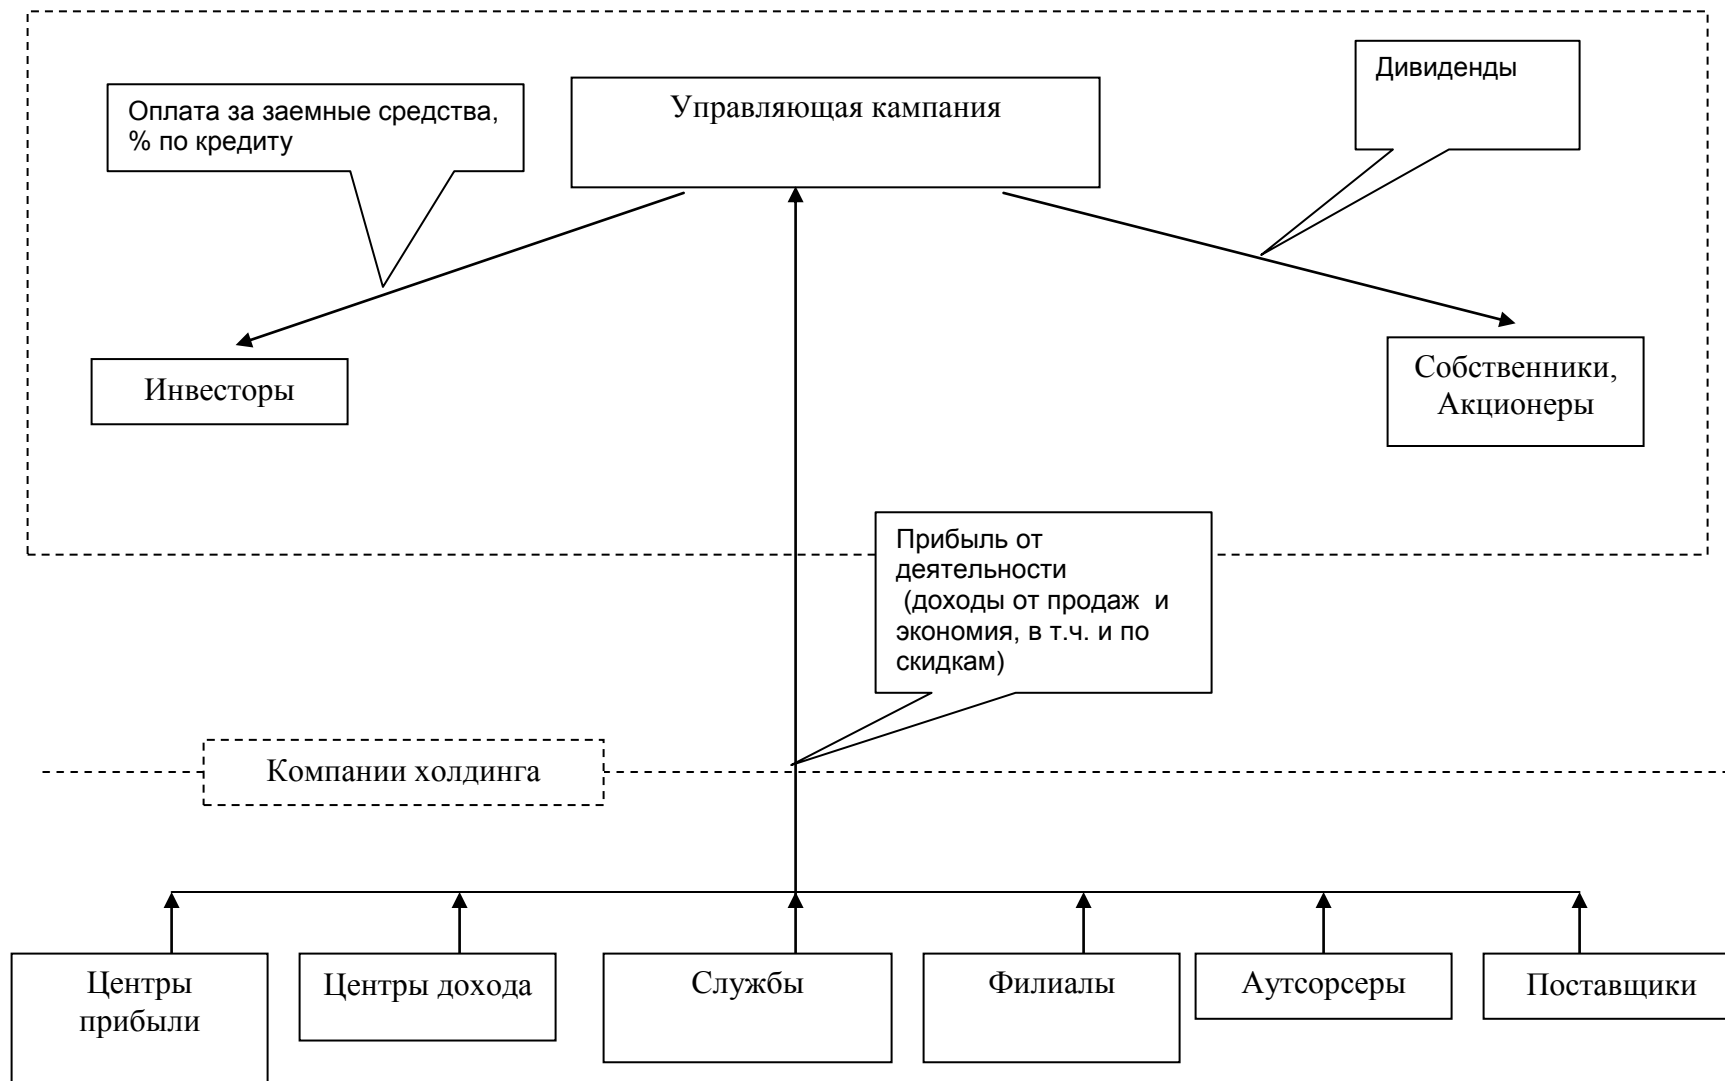 Оплата за заемные средства,
% по кредиту
Управляющая кампания
Дивиденды
Инвесторы
Собственники,
Акционеры
Прибыль от
деятельности
(доходы от продаж  и
экономия, в т.ч. и по
скидкам)
Компании холдинга
Центры
прибыли
Центры дохода
Службы
Филиалы
Аутсорсеры
Поставщики